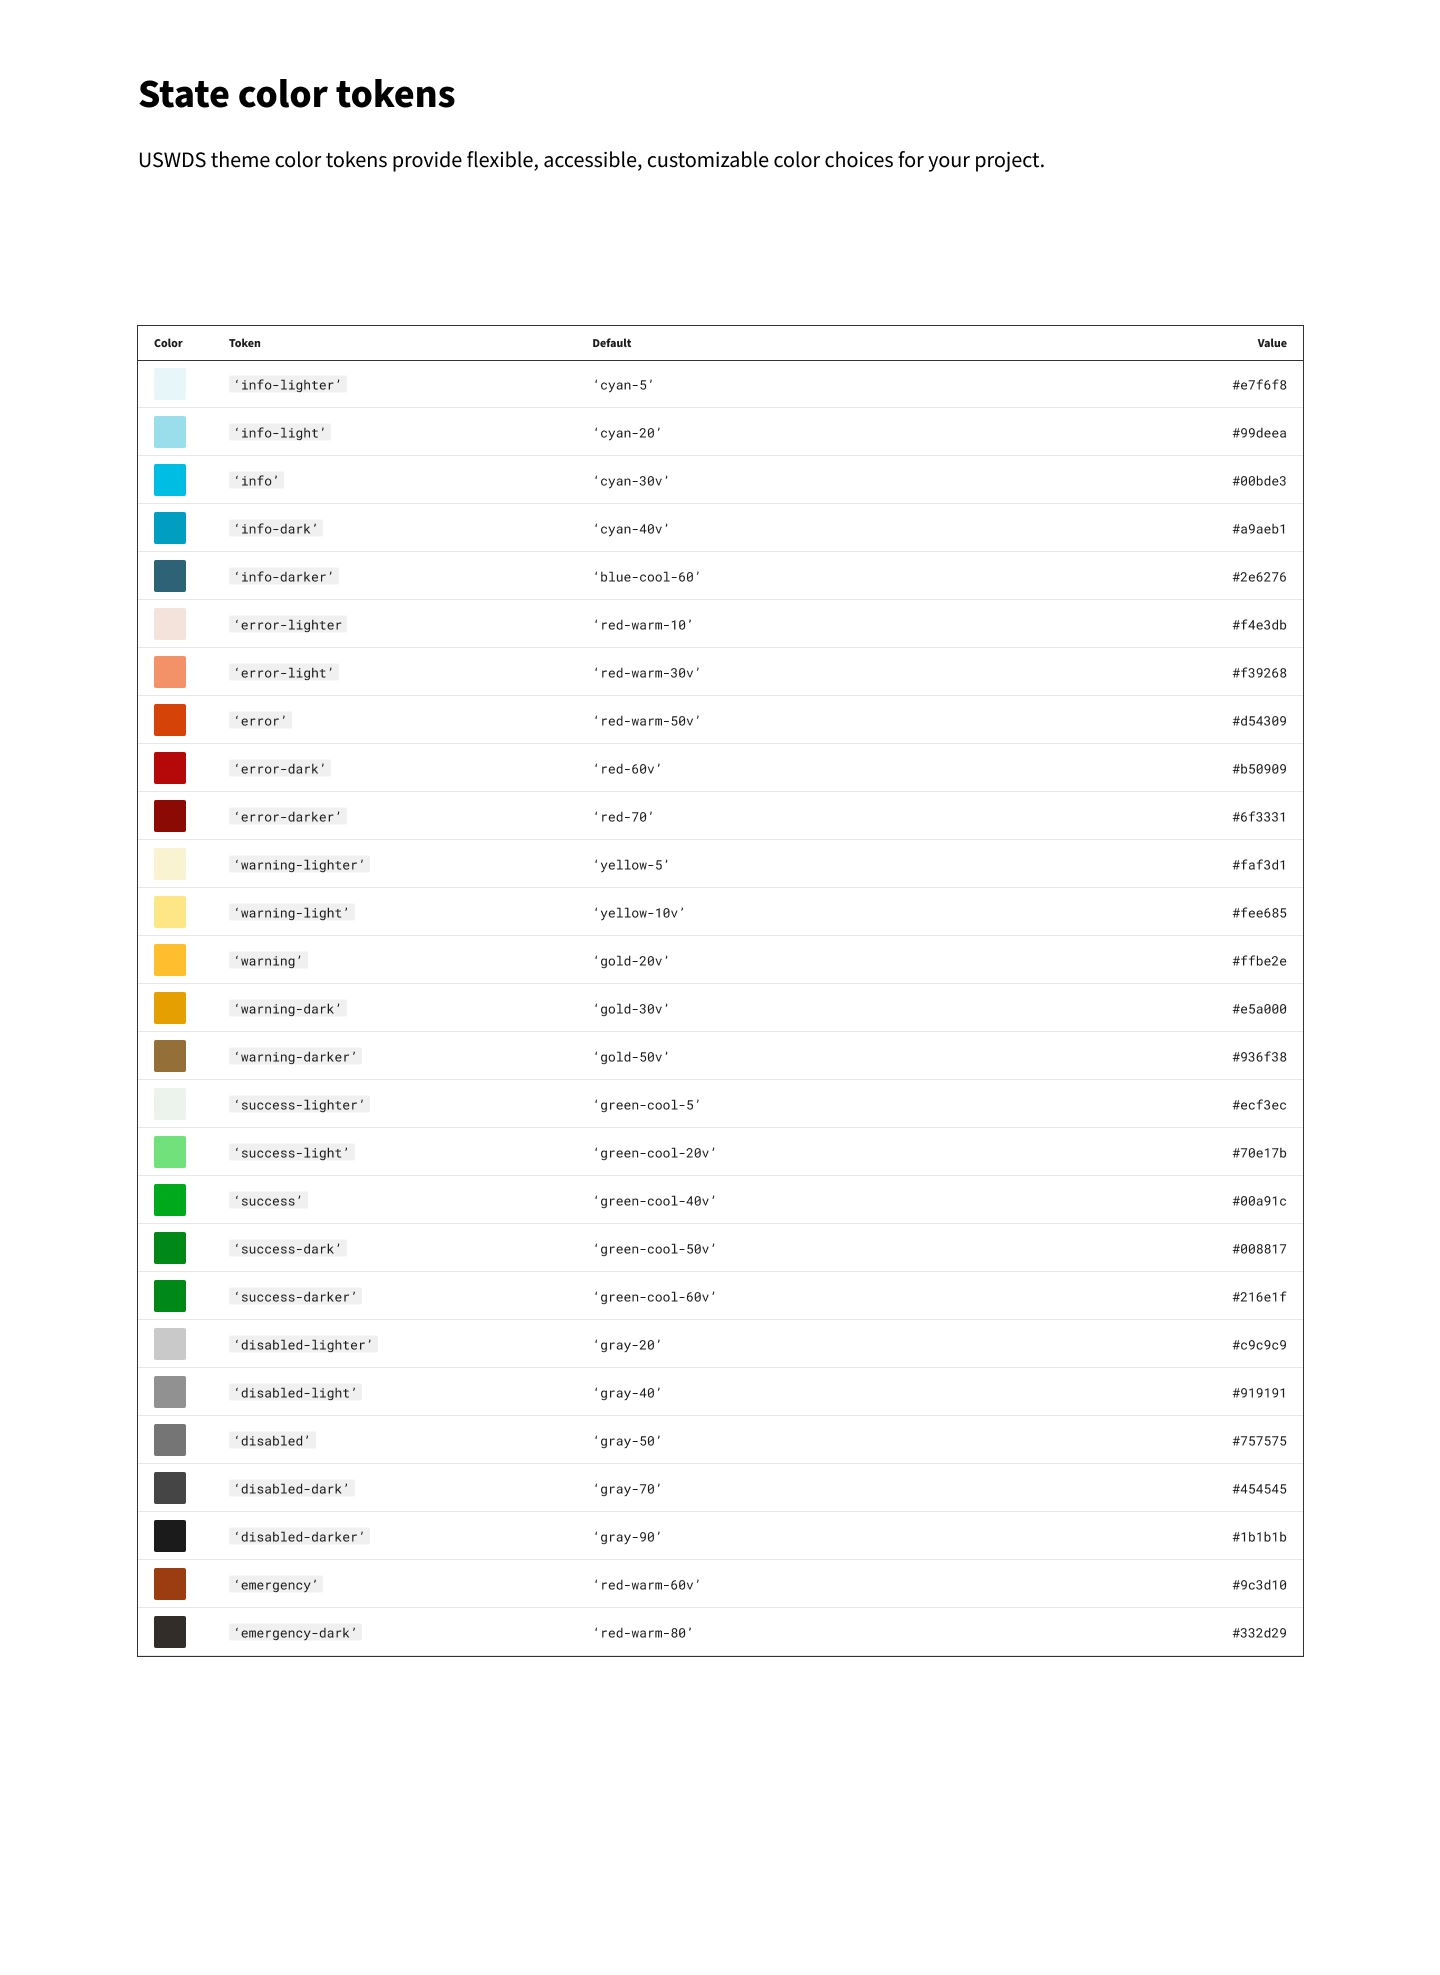 State color tokens
USWDS theme color tokens provide flexible, accessible, customizable color choices for your project.
Color Token Default Value
‘info-lighter’ ‘cyan-5’ #e7f6f8
‘info-light’ ‘cyan-20’ #99deea
‘info’ ‘cyan-30v’ #00bde3
‘info-dark’ ‘cyan-40v’ #a9aeb1
‘info-darker’ ‘blue-cool-60’ #2e6276
‘error-lighter ‘red-warm-10’ #f4e3db
‘error-light’ ‘red-warm-30v’ #f39268
‘error’ ‘red-warm-50v’ #d54309
‘error-dark’ ‘red-60v’ #b50909
‘error-darker’ ‘red-70’ #6f3331
‘warning-lighter’ ‘yellow-5’ #faf3d1
‘warning-light’ ‘yellow-10v’ #fee685
‘warning’ ‘gold-20v’ #ffbe2e
‘warning-dark’ ‘gold-30v’ #e5a000
‘warning-darker’ ‘gold-50v’ #936f38
‘success-lighter’ ‘green-cool-5’ #ecf3ec
‘success-light’ ‘green-cool-20v’ #70e17b
‘success’ ‘green-cool-40v’ #00a91c
‘success-dark’ ‘green-cool-50v’ #008817
‘success-darker’ ‘green-cool-60v’ #216e1f
‘disabled-lighter’ ‘gray-20’ #c9c9c9
‘disabled-light’ ‘gray-40’ #919191
‘disabled’ ‘gray-50’ #757575
‘disabled-dark’ ‘gray-70’ #454545
‘disabled-darker’ ‘gray-90’ #1b1b1b
‘emergency’ ‘red-warm-60v’ #9c3d10
‘emergency-dark’ ‘red-warm-80’ #332d29